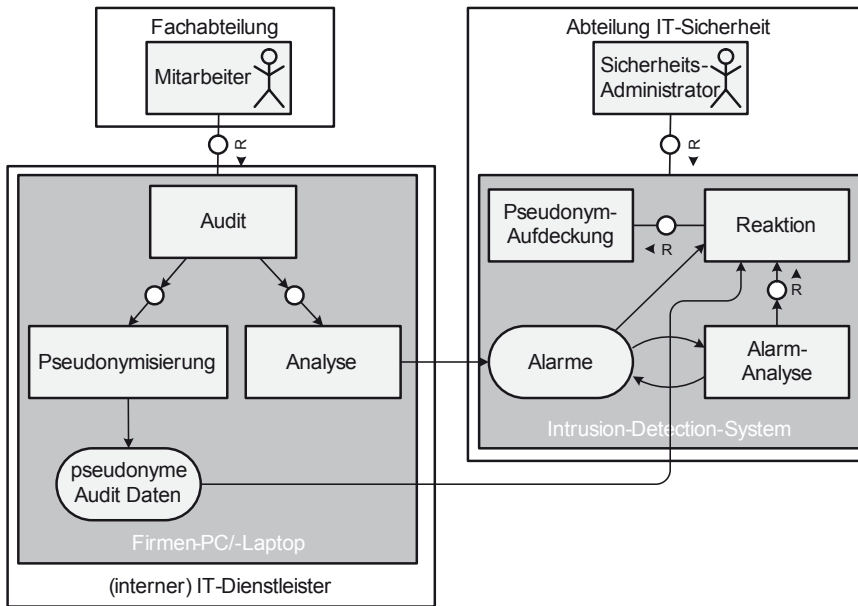 Fachabteilung
Mitarbeiter
R
Audit
Pseudonymisierung
Analyse
pseudonyme
Audit Daten
Firmen-PC/-Laptop
(interner) IT-Dienstleister
Abteilung IT-Sicherheit
Sicherheits-
Administrator
R
Pseudonym-
Aufdeckung
R
Reaktion
R
Alarme
Alarm-
Analyse
Intrusion-Detection-System